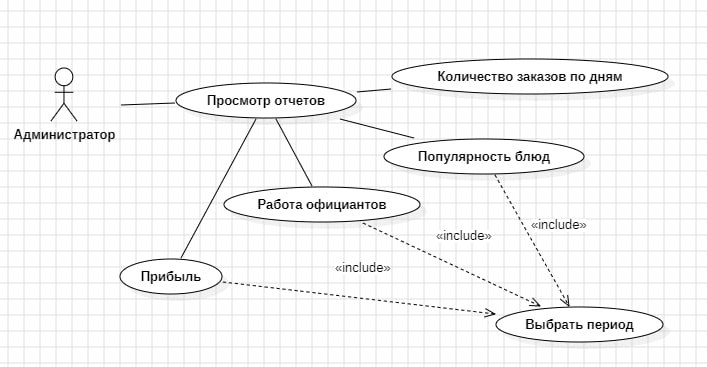 Количество заказов по дням
Просмотр отчетов
Администратор
Популярность блюд
Работа официантов
«include»
«include»
«include»
Прибыль
Выбрать период